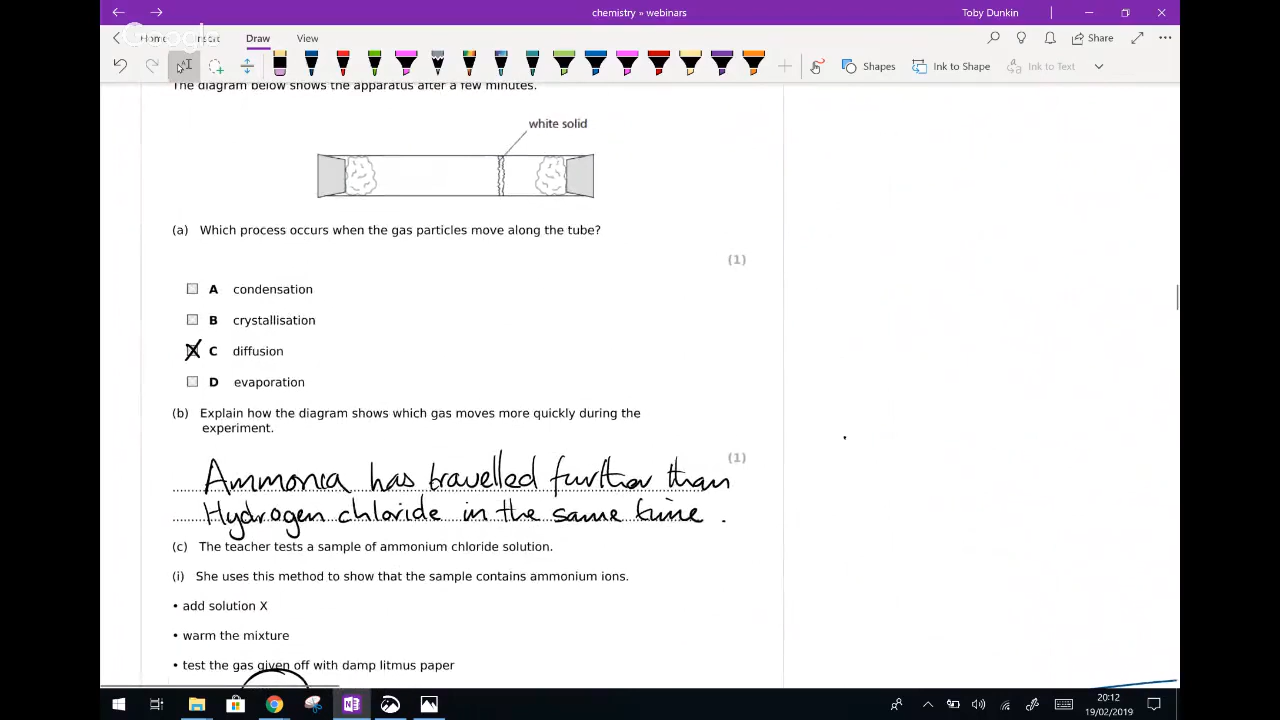 chemistry » webinars
Toby Dunkin
Google
Home
Insert
Draw
View
Share
Shapes
Ink to Shape
Ink to Text
The diagram below shows the apparatus after a few minutes.
white solid
(a) Which process occurs when the gas particles move along the tube?
(1)
A condensation
B crystallisation
C diffusion
D evaporation
(b) Explain how the diagram shows which gas moves more quickly during the
experiment.
(1)
Ammonia has travelled further than
Hydrogen chloride in the same time.
(c) The teacher tests a sample of ammonium chloride solution.
(i) She uses this method to show that the sample contains ammonium ions.
• add solution X
• warm the mixture
• test the gas given off with damp litmus paper
20:12
19/02/2019